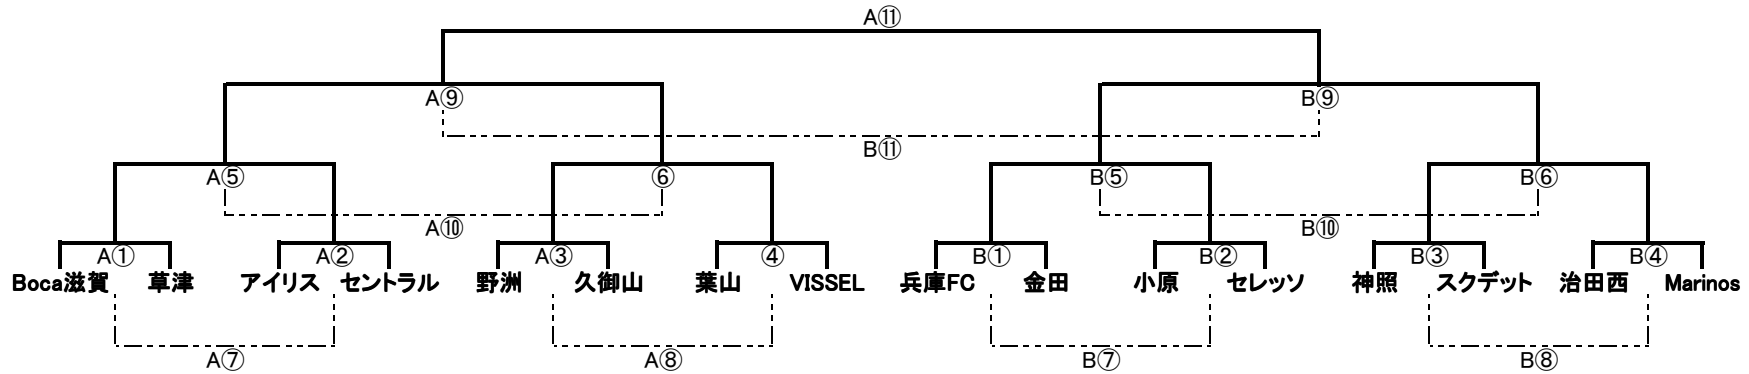 A⑪
A⑨ B⑨
B⑪
A⑤ ⑥ B⑤ B⑥
A⑩ B⑩
A① A② A③ ④ B① B② B③ B④
Boca滋賀 草津 アイリス セントラル 野洲 久御山 葉山 VISSEL 兵庫FC 金田 小原 セレッソ 神照 スクデット 治田西 Marinos
A⑦ A⑧ B⑦ B⑧